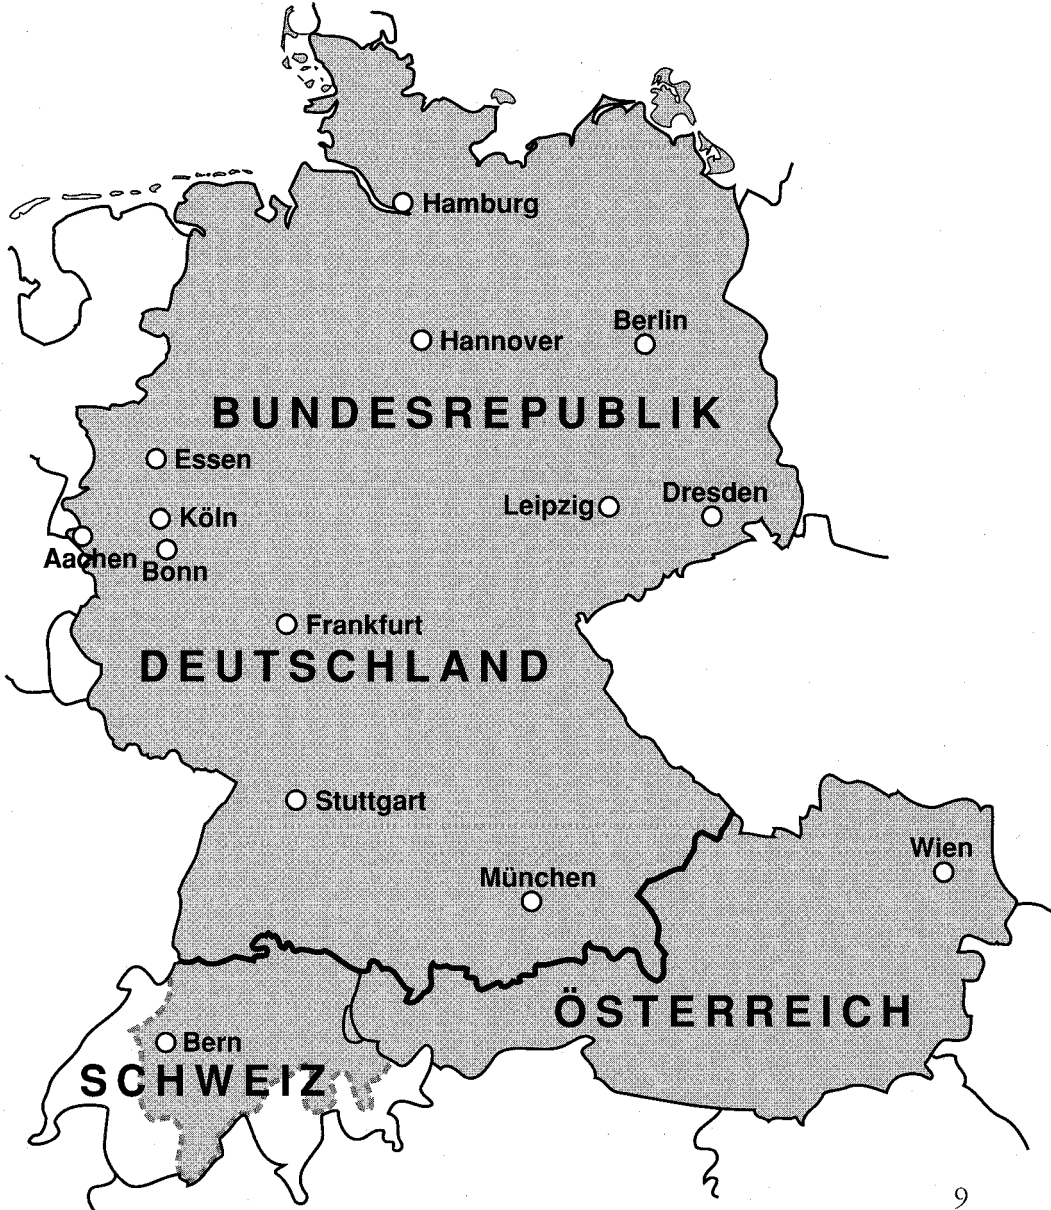 Hamburg
Berlin
Hannover
BUNDESREPUBLIK
Essen
Dresden
Leipzig
Köln
Aachen
Bonn
Frankfurt
DEUTSCHLAND
Stuttgart
Wien
München
ÖSTERREICH
Bern
SCHWEIZ
9